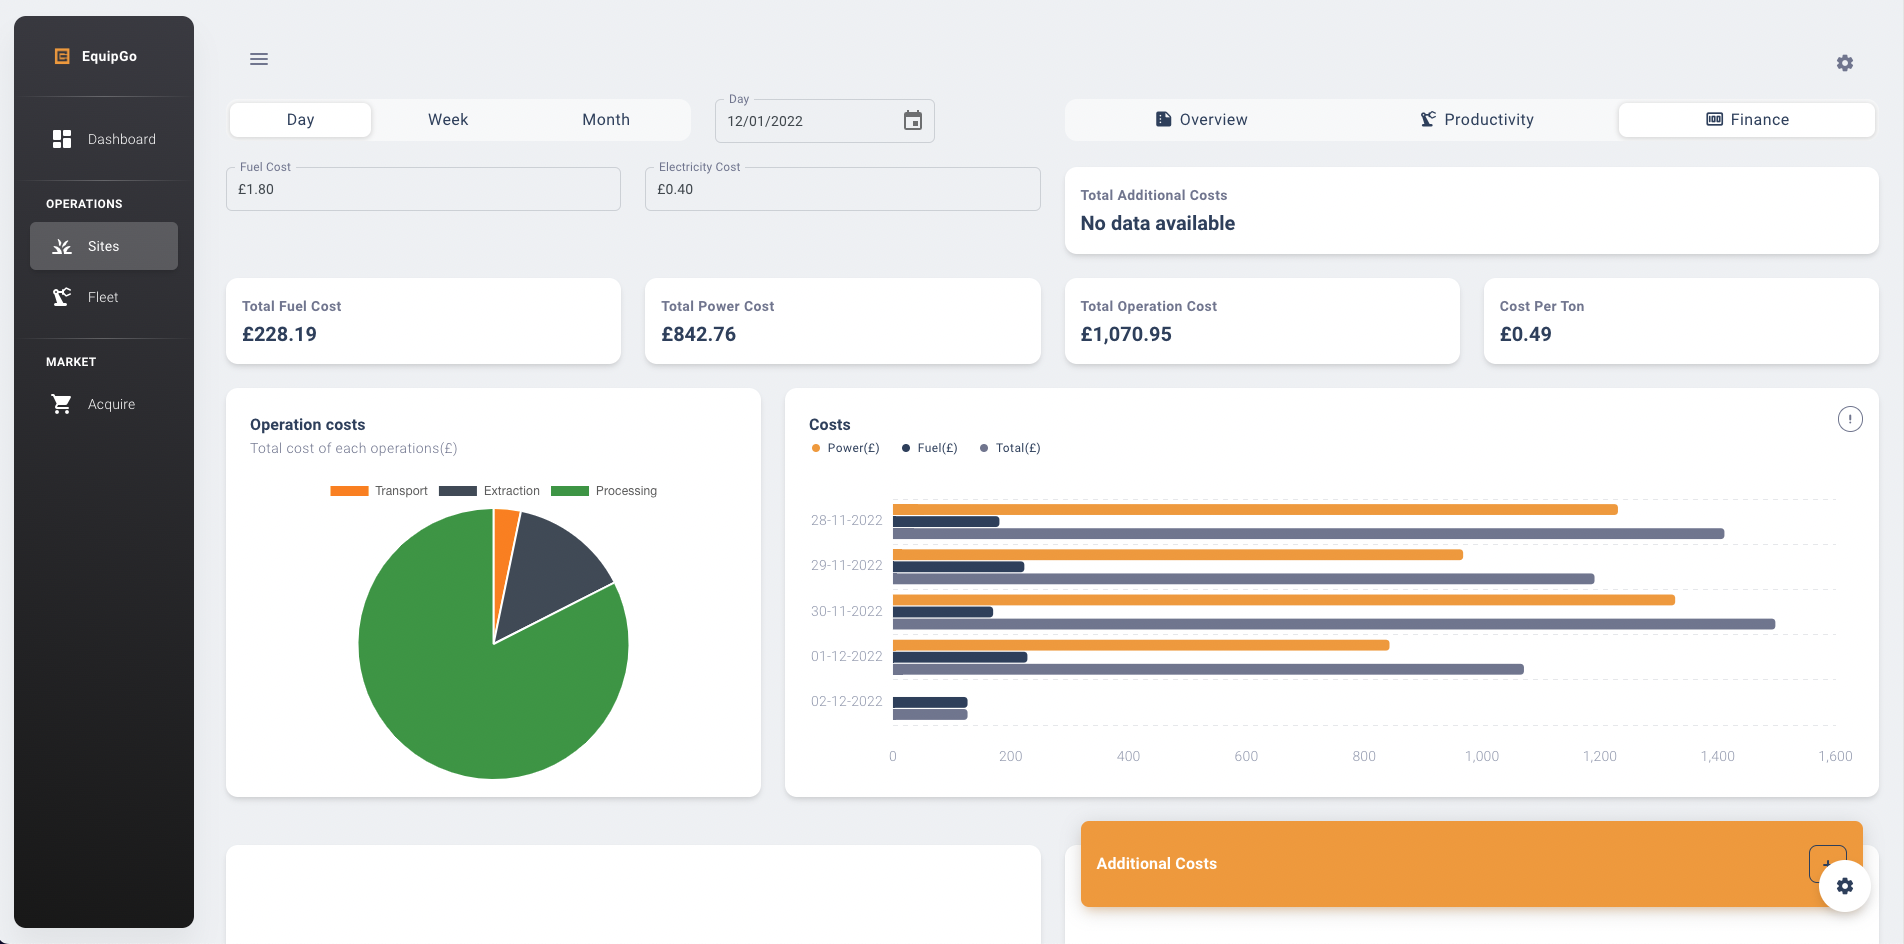 EquipGo
Dashboard
OPERATIONS
Sites
Fleet
MARKET
Acquire
Day Week Month
Day
12/01/2022
Overview Productivity Finance
Fuel Cost
£1.80
Electricity Cost
£0.40
Total Additional Costs
No data available
Total Fuel Cost
£228.19
Total Power Cost
£842.76
Total Operation Cost
£1,070.95
Cost Per Ton
£0.49
Operation costs
Total cost of each operations(£)
Transport Extraction Processing
Costs
Power(£) Fuel(£) Total(£)
28-11-2022
29-11-2022
30-11-2022
01-12-2022
02-12-2022
0 200 400 600 800 1,000 1,200 1,400 1,600
Additional Costs